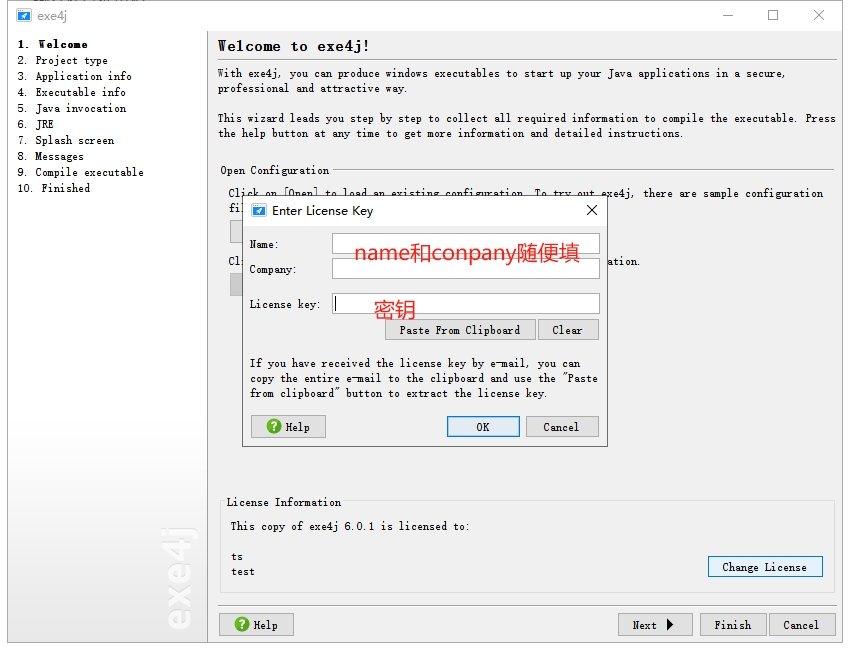 exe4j
1. Welcome
2. Project type
3. Application info
4. Executable info
5. Java invocation
6. JRE
7. Splash screen
8. Messages
9. Compile executable
10. Finished
exe4j
Welcome to exe4j!
With exe4j, you can produce windows executables to start up your Java applications in a secure,
professional and attractive way.
This wizard leads you step by step to collect all required information to compile the executable. Press
the help button at any time to get more information and detailed instructions.
Open Configuration
Click on [Open] to load an existing configuration. To try out exe4j, there are sample configuration
Enter License Key
Name:
name和conpany随便填
Company:
License key:
密钥
Paste From Clipboard
Clear
If you have received the license key by e-mail, you can
copy the entire e-mail to the clipboard and use the "Paste
from clipboard" button to extract the license key.
Help
OK
Cancel
License Information
This copy of exe4j 6.0.1 is licensed to:
ts
test
Change License
Help
Next
Finish
Cancel